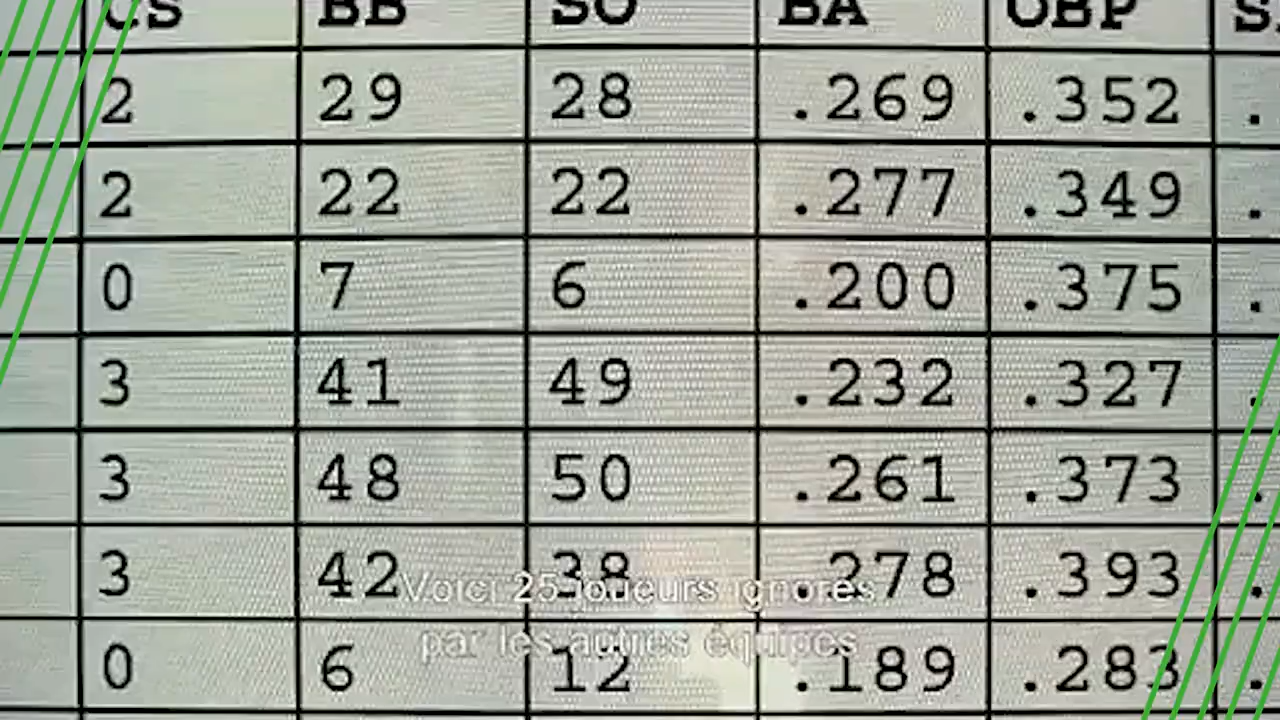 CS BB SO BA OBP
2 29 28 .269 .352 .
2 22 22 .277 .349 .
0 7 6 .200 .375 .
3 41 49 .232 .327 .
3 48 50 .261 .373 .
3 42 38 .278 .393 .
0 6 12 .189 .283 .
Voici 25 joueurs ignorés
par les autres équipes